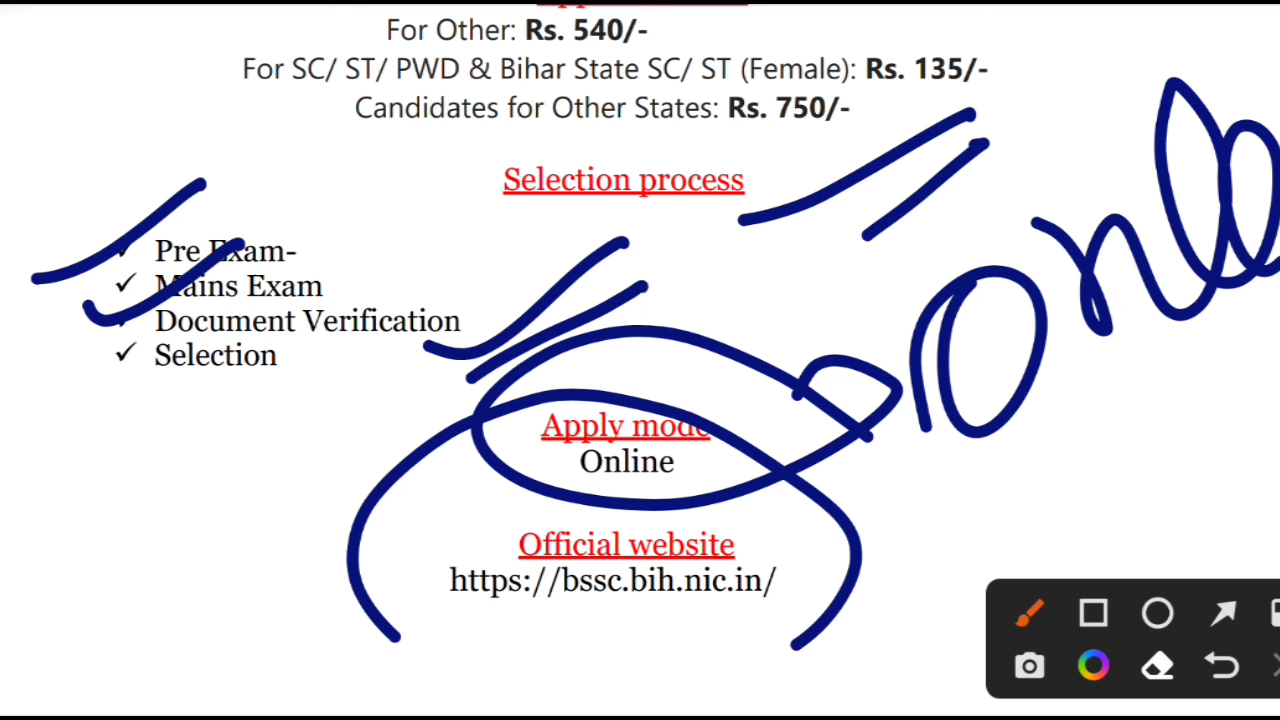 For Other: Rs. 540/-
For SC/ ST/ PWD & Bihar State SC/ ST (Female): Rs. 135/-
Candidates for Other States: Rs. 750/-
Selection process
✓ Pre Exam-
✓ Mains Exam
✓ Document Verification
✓ Selection
Apply mode
Online
Official website
https://bssc.bih.nic.in/